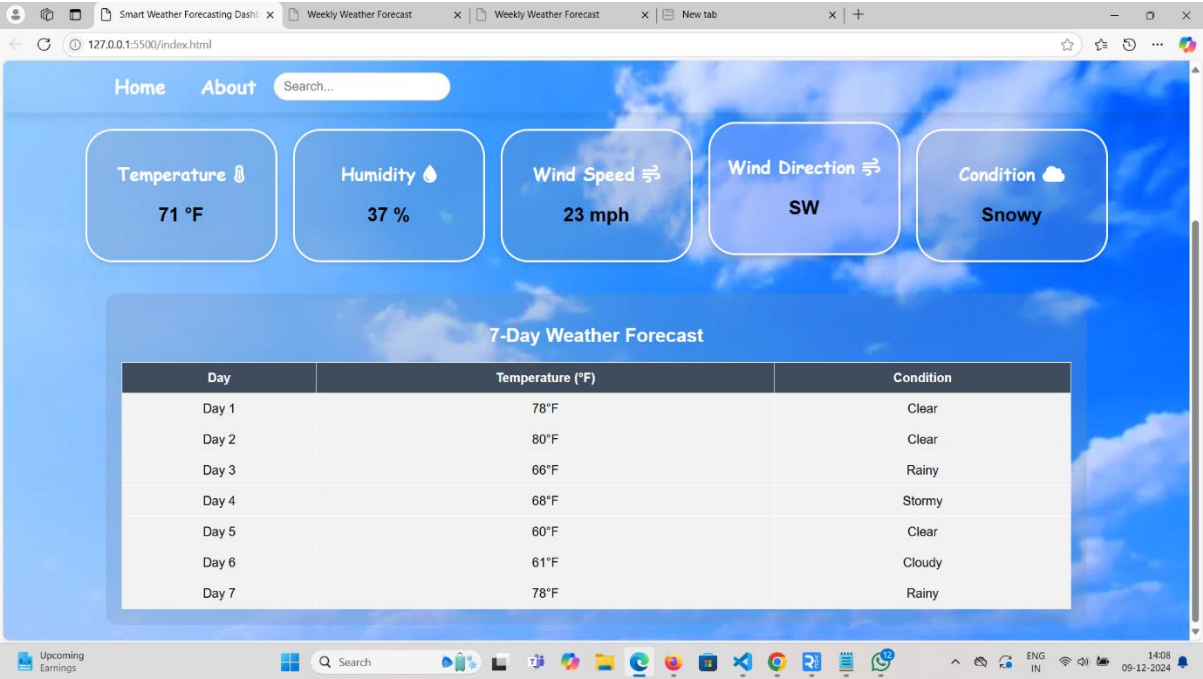 Smart Weather Forecasting Dashb
Weekly Weather Forecast
Weekly Weather Forecast
New tab
127.0.0.1:5500/index.html
Home About Search...
Temperature Humidity Wind Speed Wind Direction Condition
71 °F 37 % 23 mph SW Snowy
7-Day Weather Forecast
Day Temperature (°F) Condition
Day 1 78°F Clear
Day 2 80°F Clear
Day 3 66°F Rainy
Day 4 68°F Stormy
Day 5 60°F Clear
Day 6 61°F Cloudy
Day 7 78°F Rainy
Upcoming
Earnings
Search
12
ENG
IN
14:08
09-12-2024